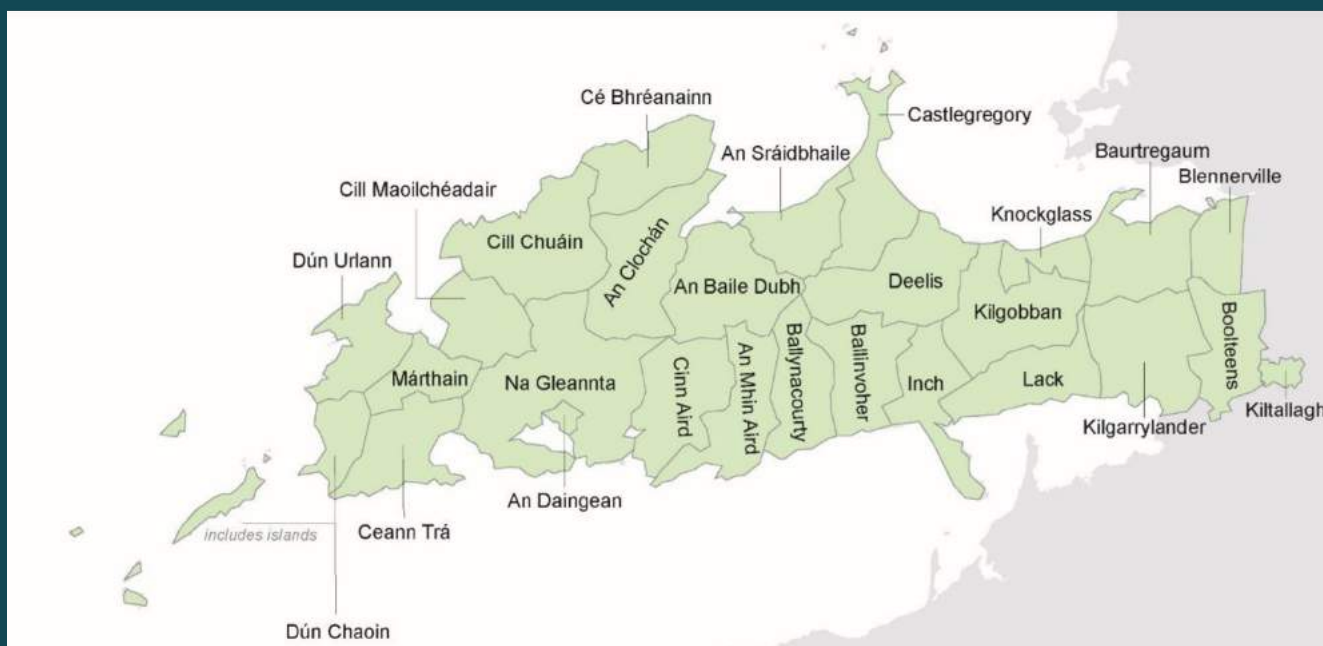 Cé Bhréanainn
Castlegregory
An Sráidbhaile
Baurtregaum
Blennerville
Cill Maoilchéadair
Knockglass
Cill Chuáin
An Clochán
Dún Urlann
An Baile Dubh
Deelis
Kilgobban
Boolteens
Márthain
Na Gleannta
Cinn Aird
An Mhin Aird
Ballynacourty
Ballinvoher
Inch
Lack
Kiltallagh
Kilgarrylander
An Daingean
Ceann Trá
includes islands
Dún Chaoin